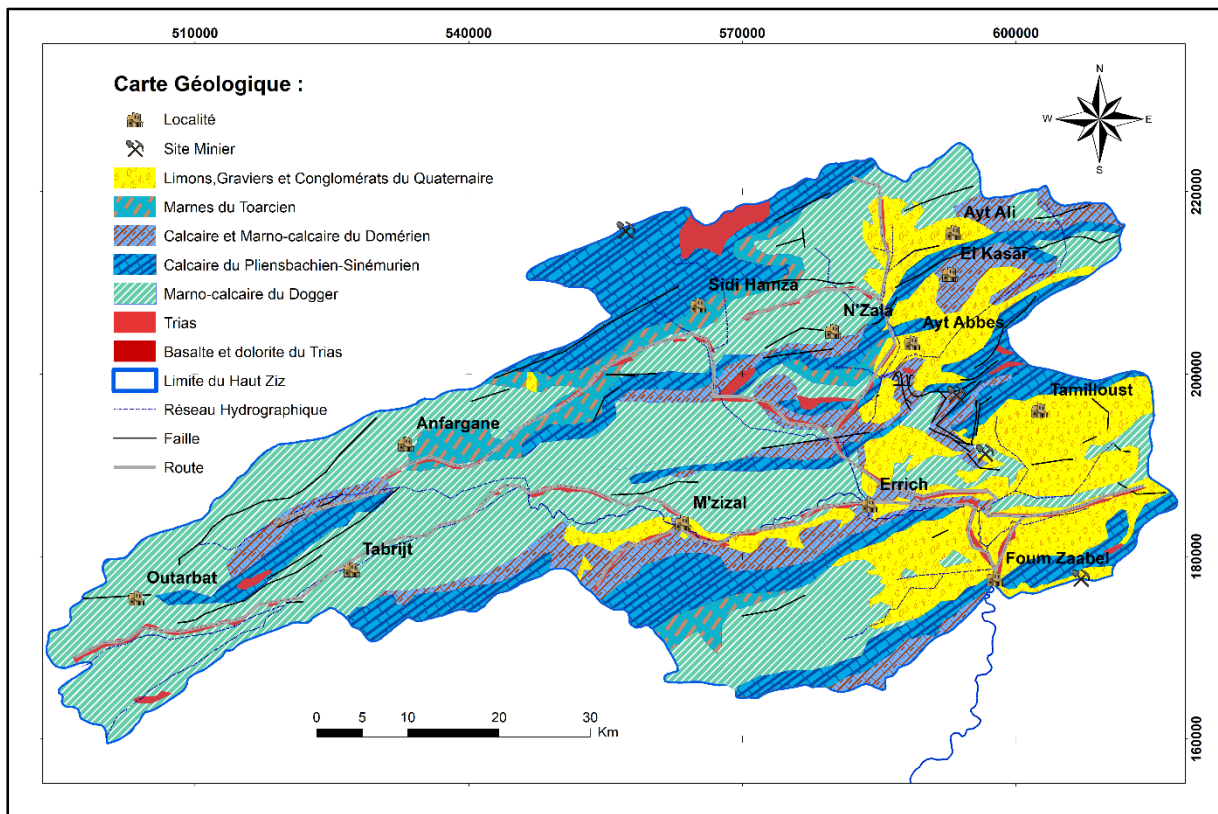 510000
540000
570000
600000
Carte Géologique :
Localité
Site Minier
Limons,Graviers et Conglomérats du Quaternaire
Marnes du Toarcien
Calcaire et Marno-calcaire du Domérien
Calcaire du Pliensbachien-Sinémurien
Marno-calcaire du Dogger
Trias
Basalte et dolorite du Trias
Limite du Haut Ziz
Réseau Hydrographique
Faille
Route
N
W
E
S
220000
200000
180000
160000
Ayt Ali
El Kasar
Sidi Hamza
N'Zala
Ayt Abbes
Tamilloust
Anfargane
Errich
M'zizal
Foum Zaabel
Tabrijt
Outarbat
0 5 10 20 30
Km